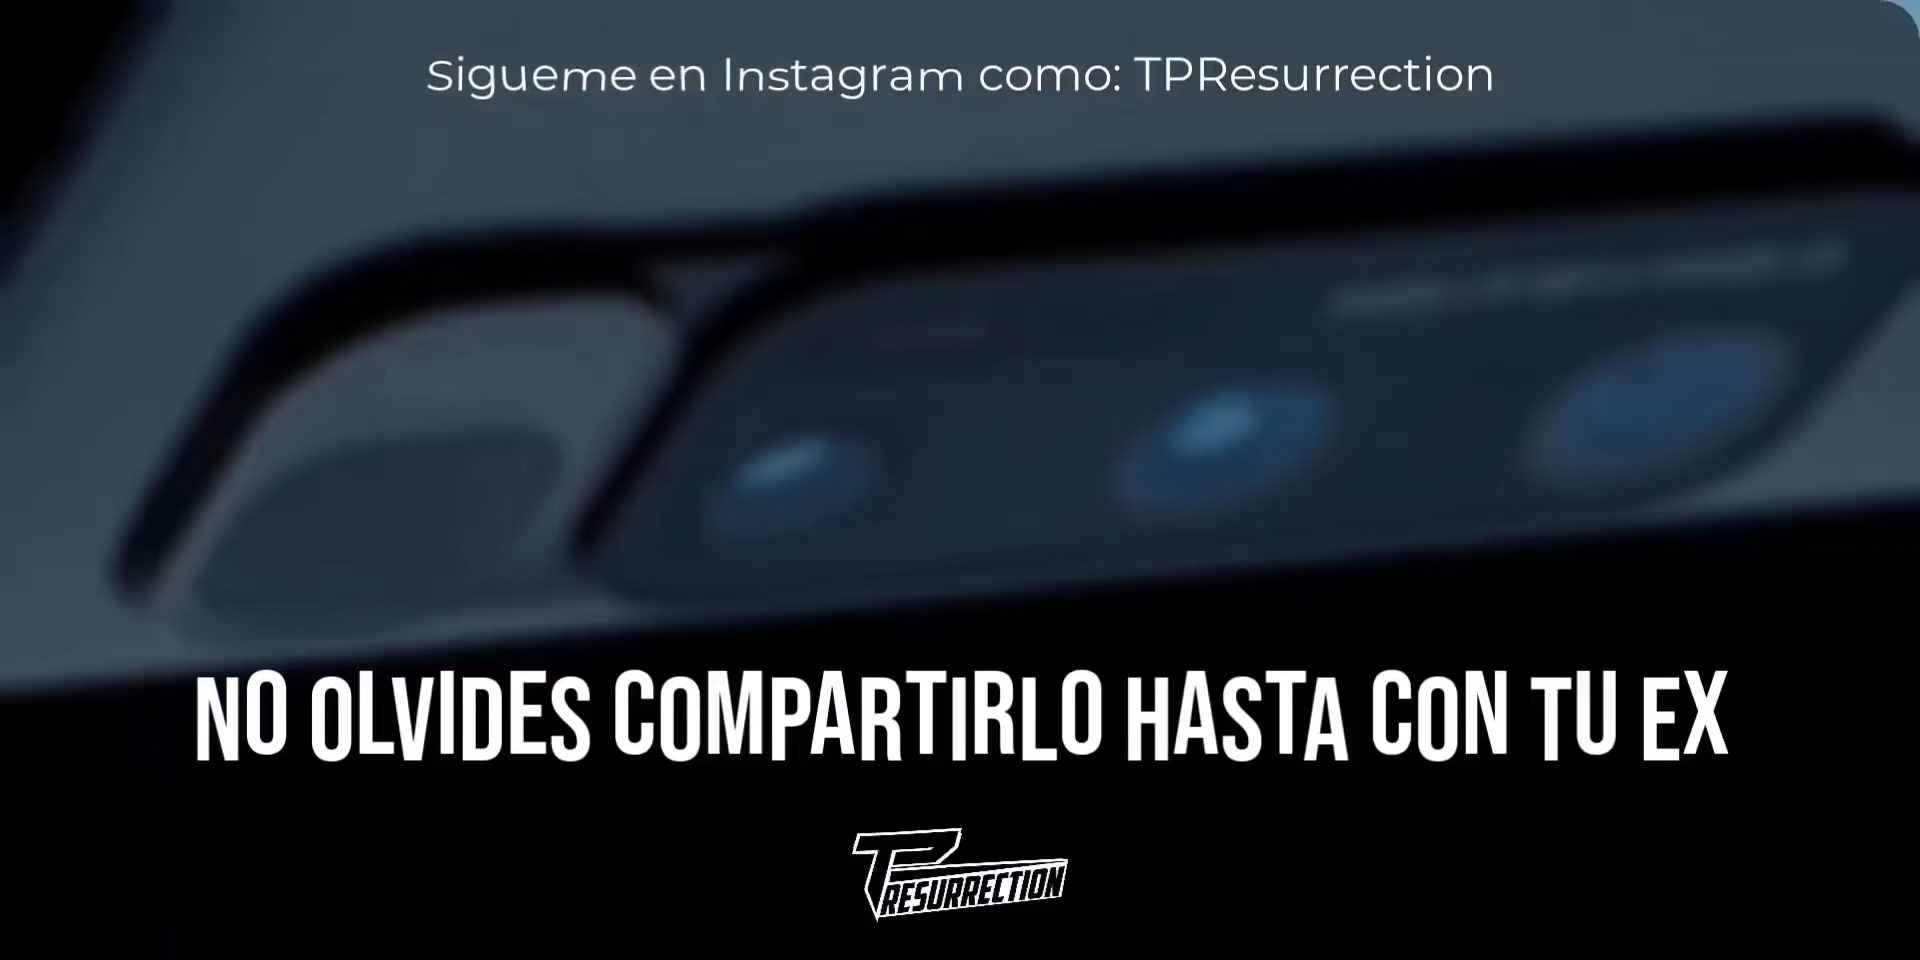 Sigueme en Instagram como: TPResurrection
NO OLVIDES COMPARTIRLO HASTA CON TU EX
TP
RESURRECTION